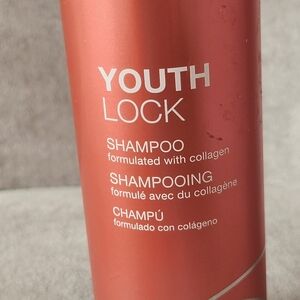 YOUTH
LOCK
SHAMPOO
formulated with collagen
SHAMPOOING
formulé avec du collagène
CHAMPÚ
formulado con colágeno